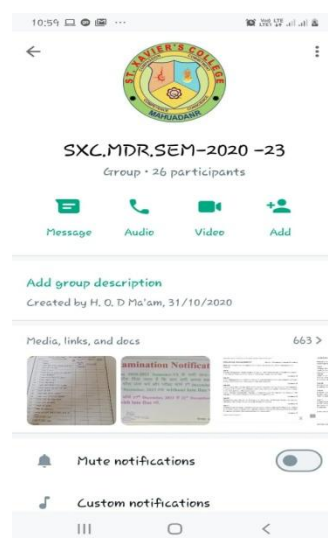 10:59
ST. XAVIER'S COLLEGE
MAHUADANR
SXC,MDR,SEM-2020 -23
Group • 26 participants
Message Audio Video Add
Add group description
Created by H. O. D Ma'am, 31/10/2020
Media, links, and docs 663 >
amination Notificat
Mute notifications
Custom notifications